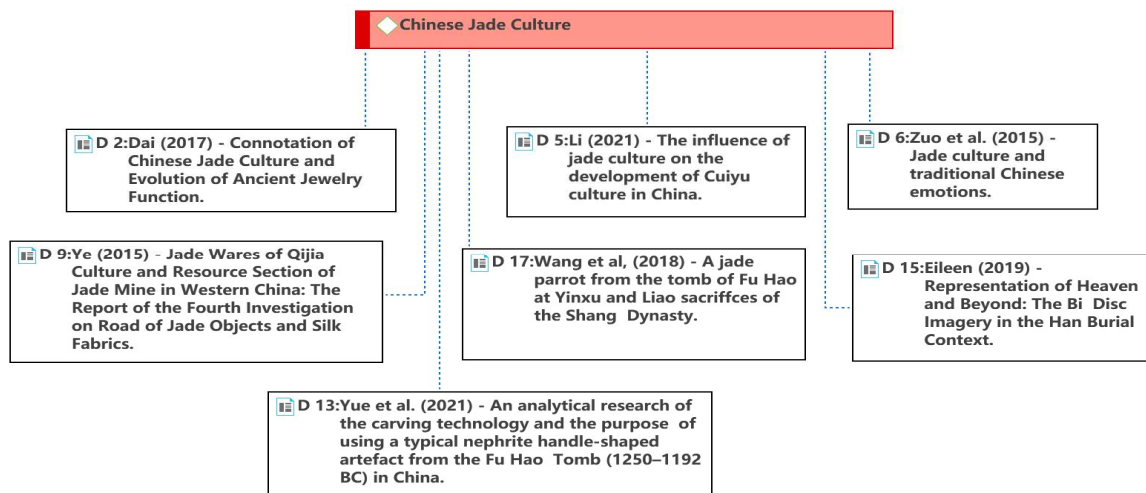 Chinese Jade Culture
D 2:Dai (2017) - Connotation of
Chinese Jade Culture and
Evolution of Ancient Jewelry
Function.
D 5:Li (2021) - The influence of
jade culture on the
development of Cuiyu
culture in China.
D 6:Zuo et al. (2015) -
Jade culture and
traditional Chinese
emotions.
D 9:Ye (2015) - Jade Wares of Qijia
Culture and Resource Section of
Jade Mine in Western China: The
Report of the Fourth Investigation
on Road of Jade Objects and Silk
Fabrics.
D 17:Wang et al, (2018) - A jade
parrot from the tomb of Fu Hao
at Yinxu and Liao sacriffces of
the Shang Dynasty.
D 15:Eileen (2019) -
Representation of Heaven
and Beyond: The Bi Disc
Imagery in the Han Burial
Context.
D 13:Yue et al. (2021) - An analytical research of
the carving technology and the purpose of
using a typical nephrite handle-shaped
artefact from the Fu Hao Tomb (1250–1192
BC) in China.